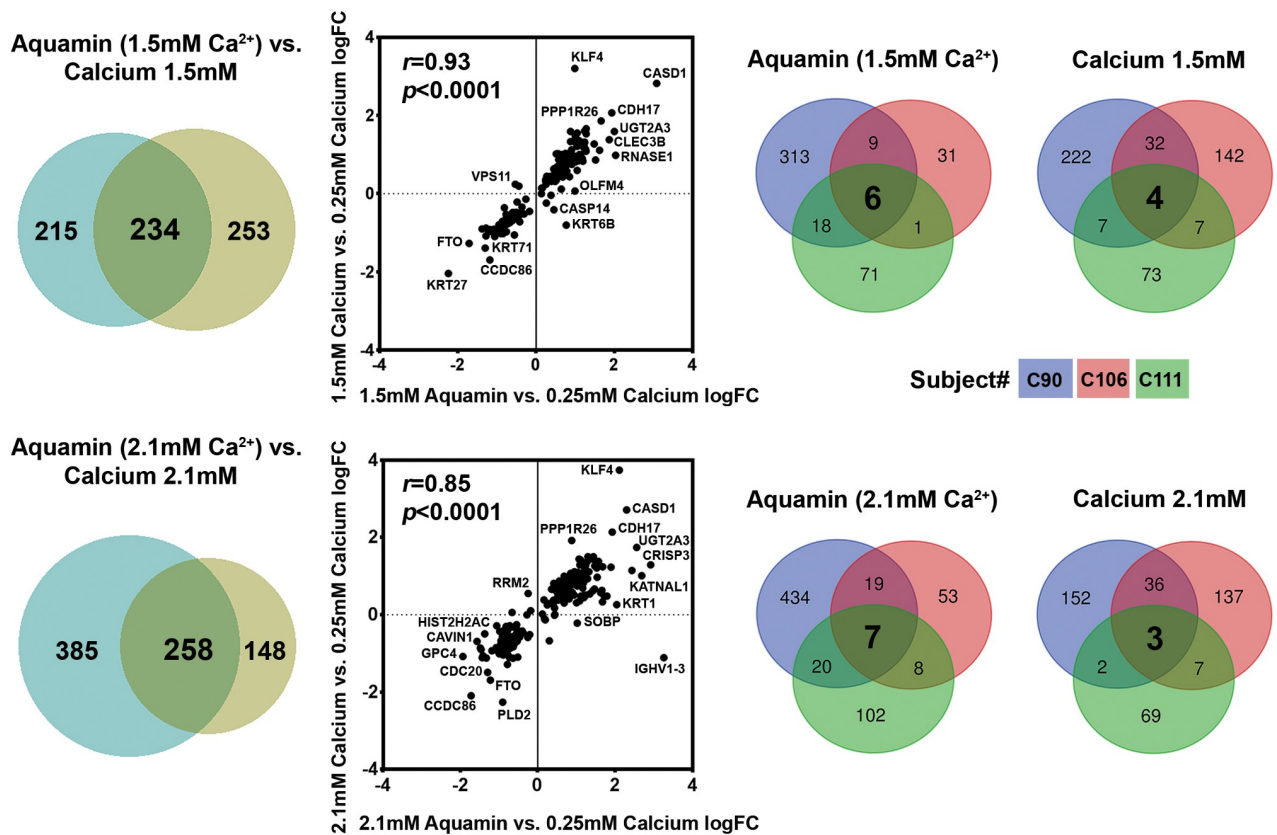 Aquamin (1.5mM Ca²⁺) vs.
Calcium 1.5mM
215
234
253
1.5mM Calcium vs. 0.25mM Calcium logFC
4
2
0
-2
-4
r=0.93
p<0.0001
KLF4
CASD1
PPP1R26
CDH17
UGT2A3
CLEC3B
RNASE1
VPS11
OLFM4
CASP14
KRT6B
FTO
KRT71
CCDC86
KRT27
-4
-2
0
2
4
1.5mM Aquamin vs. 0.25mM Calcium logFC
Aquamin (1.5mM Ca²⁺)
313
9
31
6
18
1
71
Calcium 1.5mM
222
32
142
4
7
7
73
Subject# C90 C106 C111
Aquamin (2.1mM Ca²⁺) vs.
Calcium 2.1mM
385
258
148
2.1mM Calcium vs. 0.25mM Calcium logFC
4
2
0
-2
-4
r=0.85
p<0.0001
KLF4
CASD1
PPP1R26
CDH17
UGT2A3
CRISP3
RRM2
KATNAL1
KRT1
HIST2H2AC
SOBP
CAVIN1
GPC4
IGHV1-3
CDC20
FTO
CCDC86
PLD2
-4
-2
0
2
4
2.1mM Aquamin vs. 0.25mM Calcium logFC
Aquamin (2.1mM Ca²⁺)
434
19
53
7
20
8
102
Calcium 2.1mM
152
36
137
3
2
7
69